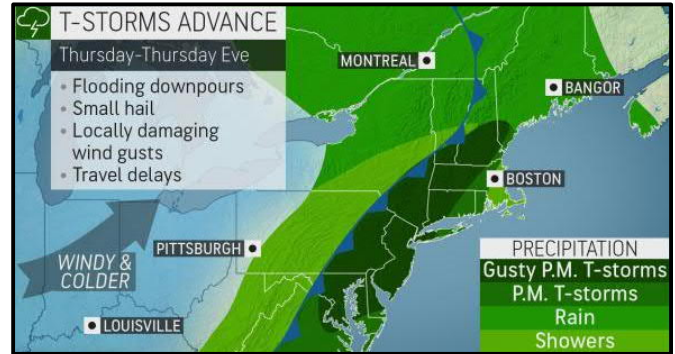 T-STORMS ADVANCE
Thursday-Thursday Eve
• Flooding downpours
• Small hail
• Locally damaging
wind gusts
• Travel delays
MONTREAL
BANGOR
BOSTON
PITTSBURGH
WINDY &
COLDER
LOUISVILLE
PRECIPITATION
Gusty P.M. T-storms
P.M. T-storms
Rain
Showers